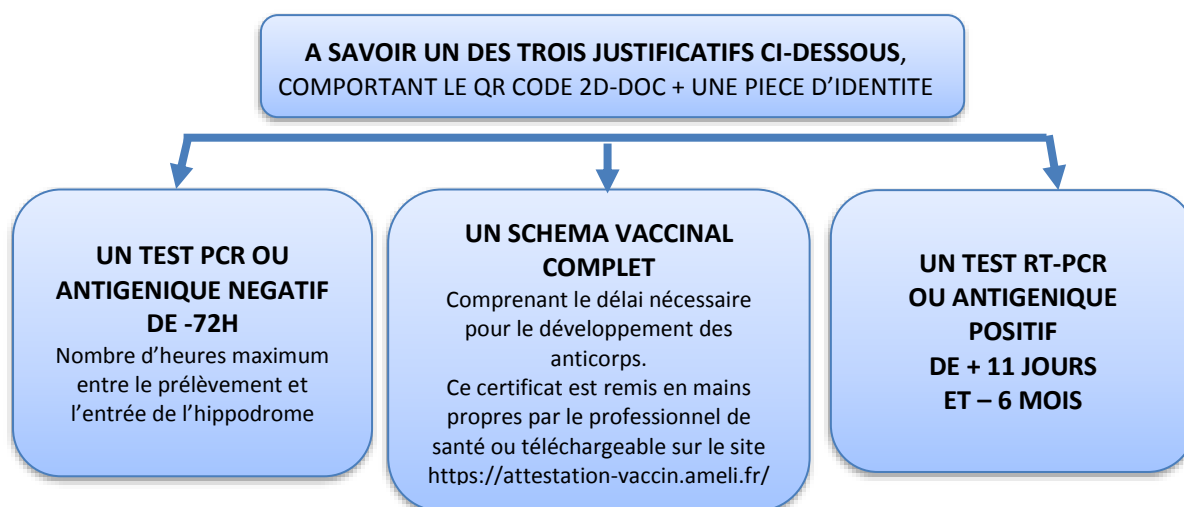 A SAVOIR UN DES TROIS JUSTIFICATIFS CI-DESSOUS,
COMPORTANT LE QR CODE 2D-DOC + UNE PIECE D’IDENTITE
UN TEST PCR OU
ANTIGENIQUE NEGATIF
DE -72H
Nombre d’heures maximum
entre le prélèvement et
l’entrée de l’hippodrome
UN SCHEMA VACCINAL
COMPLET
Comprenant le délai nécessaire
pour le développement des
anticorps.
Ce certificat est remis en mains
propres par le professionnel de
santé ou téléchargeable sur le site
https://attestation-vaccin.ameli.fr/
UN TEST RT-PCR
OU ANTIGENIQUE
POSITIF
DE + 11 JOURS
ET – 6 MOIS